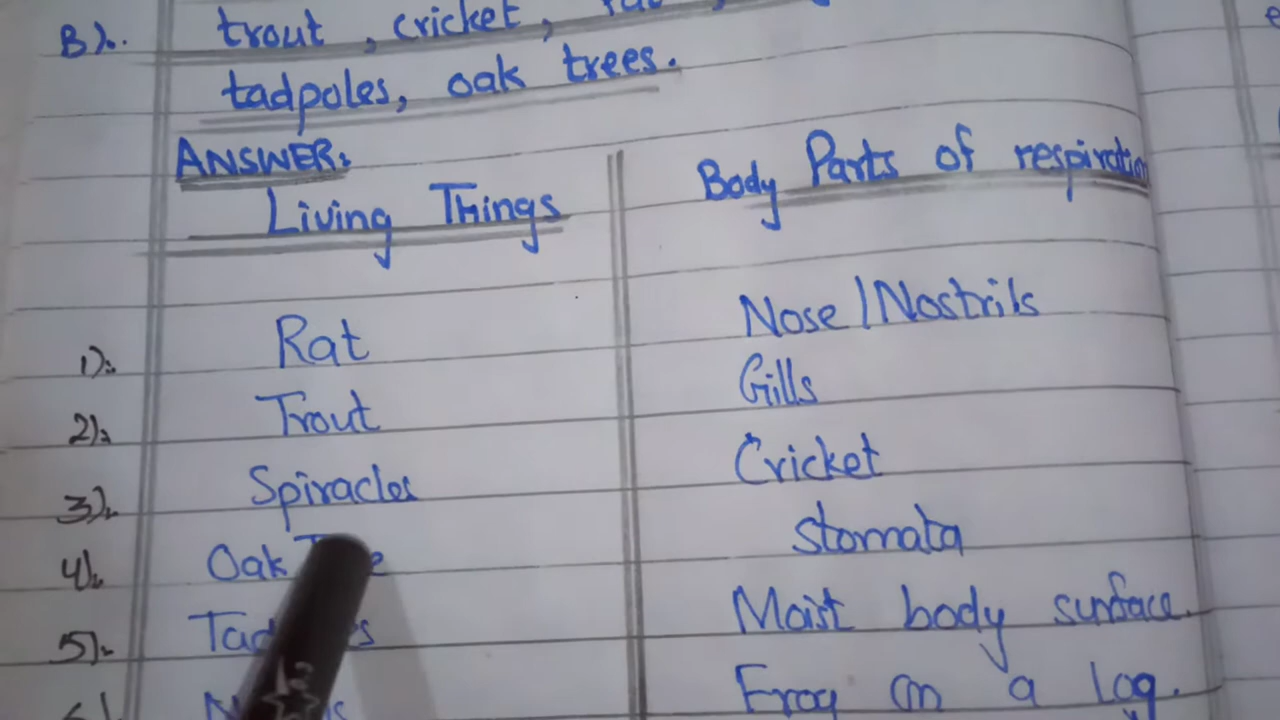 B). trout, cricket,
tadpoles, oak trees.
ANSWER:
Living Things Body Parts of respiration
1). Rat Nose/Nostrils
2). Trout Gills
3). Spiracles Cricket
4). Oak Stomata
5). Moist body surface.
Frog on a Log.